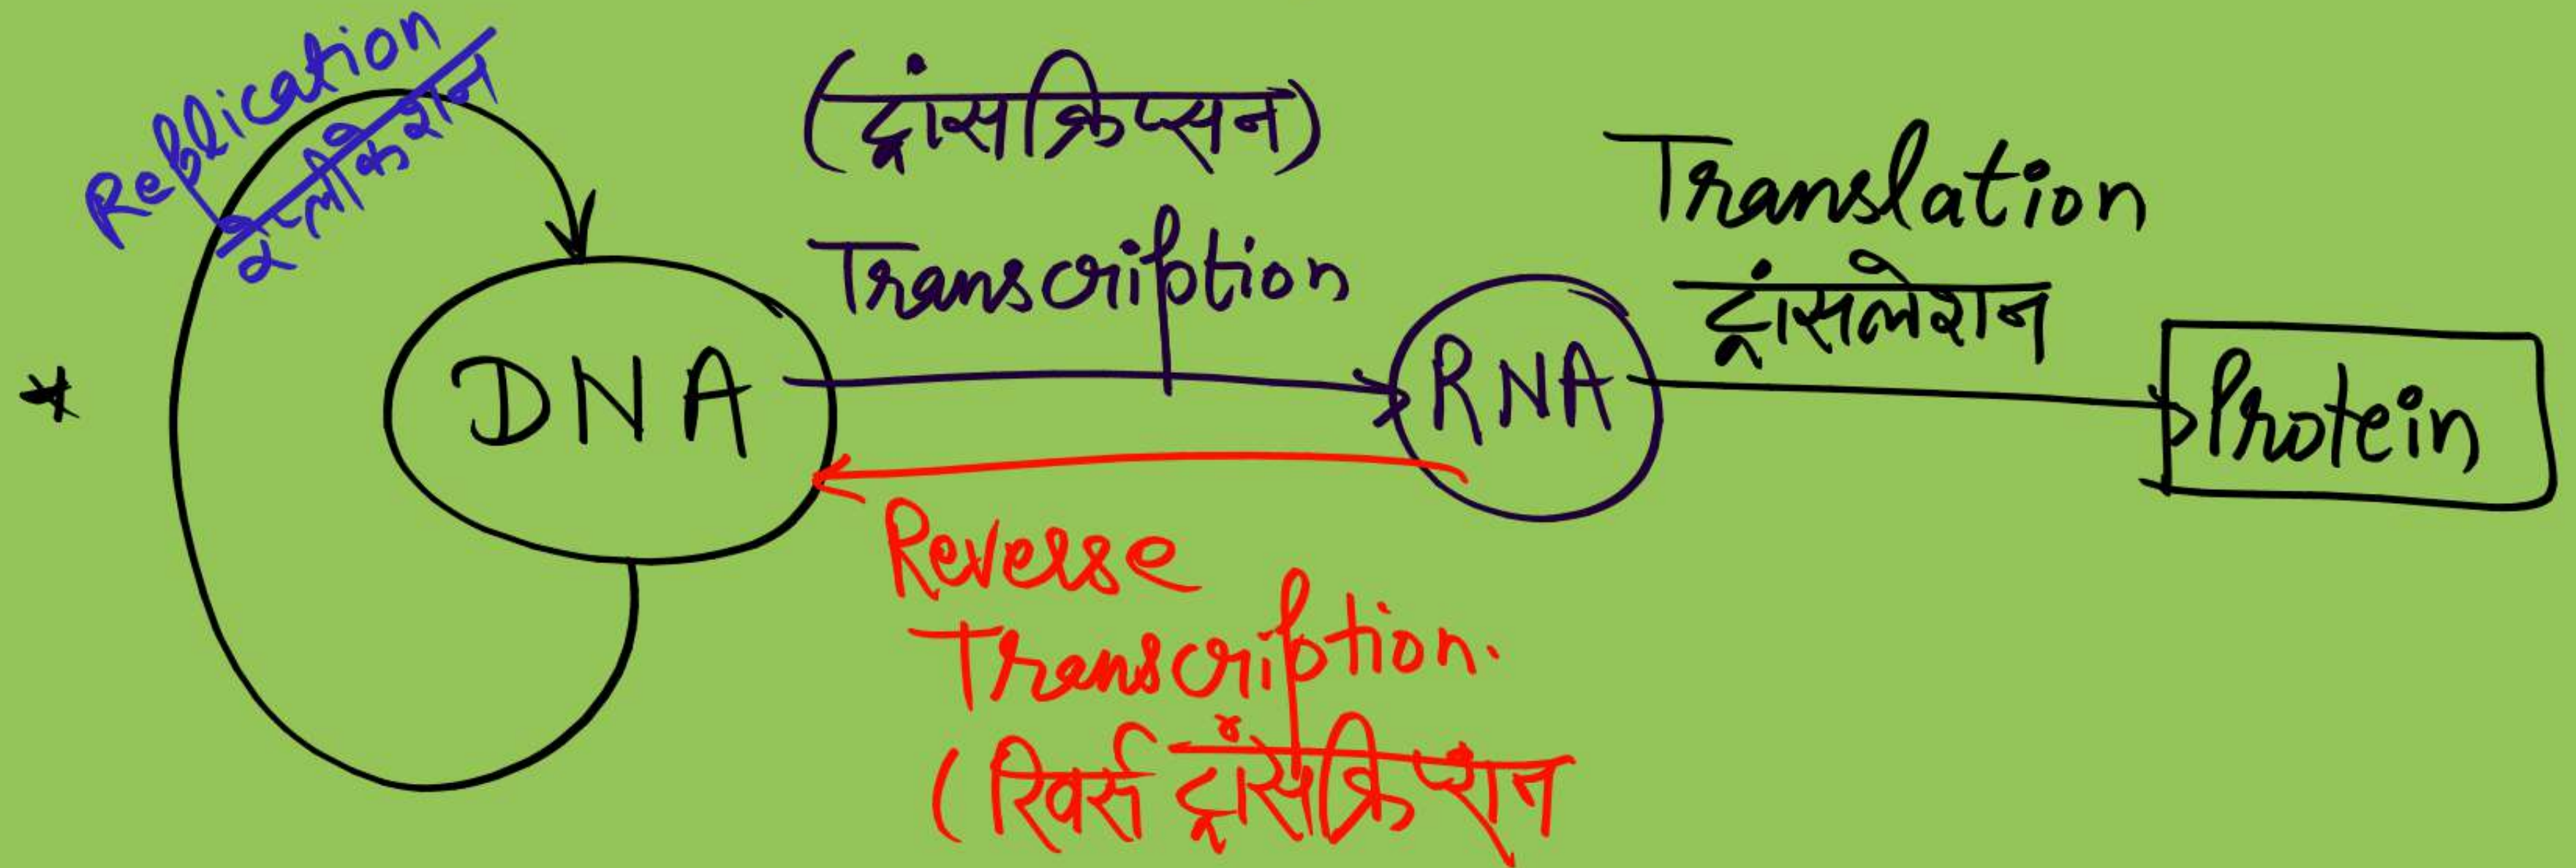 Replication
रेप्लीकेशन
(ट्रांसक्रिप्सन)
Transcription
Translation
ट्रांसलेशन
*
DNA
RNA
Protein
Reverse
Transcription.
(रिवर्स ट्रांसक्रिप्शन